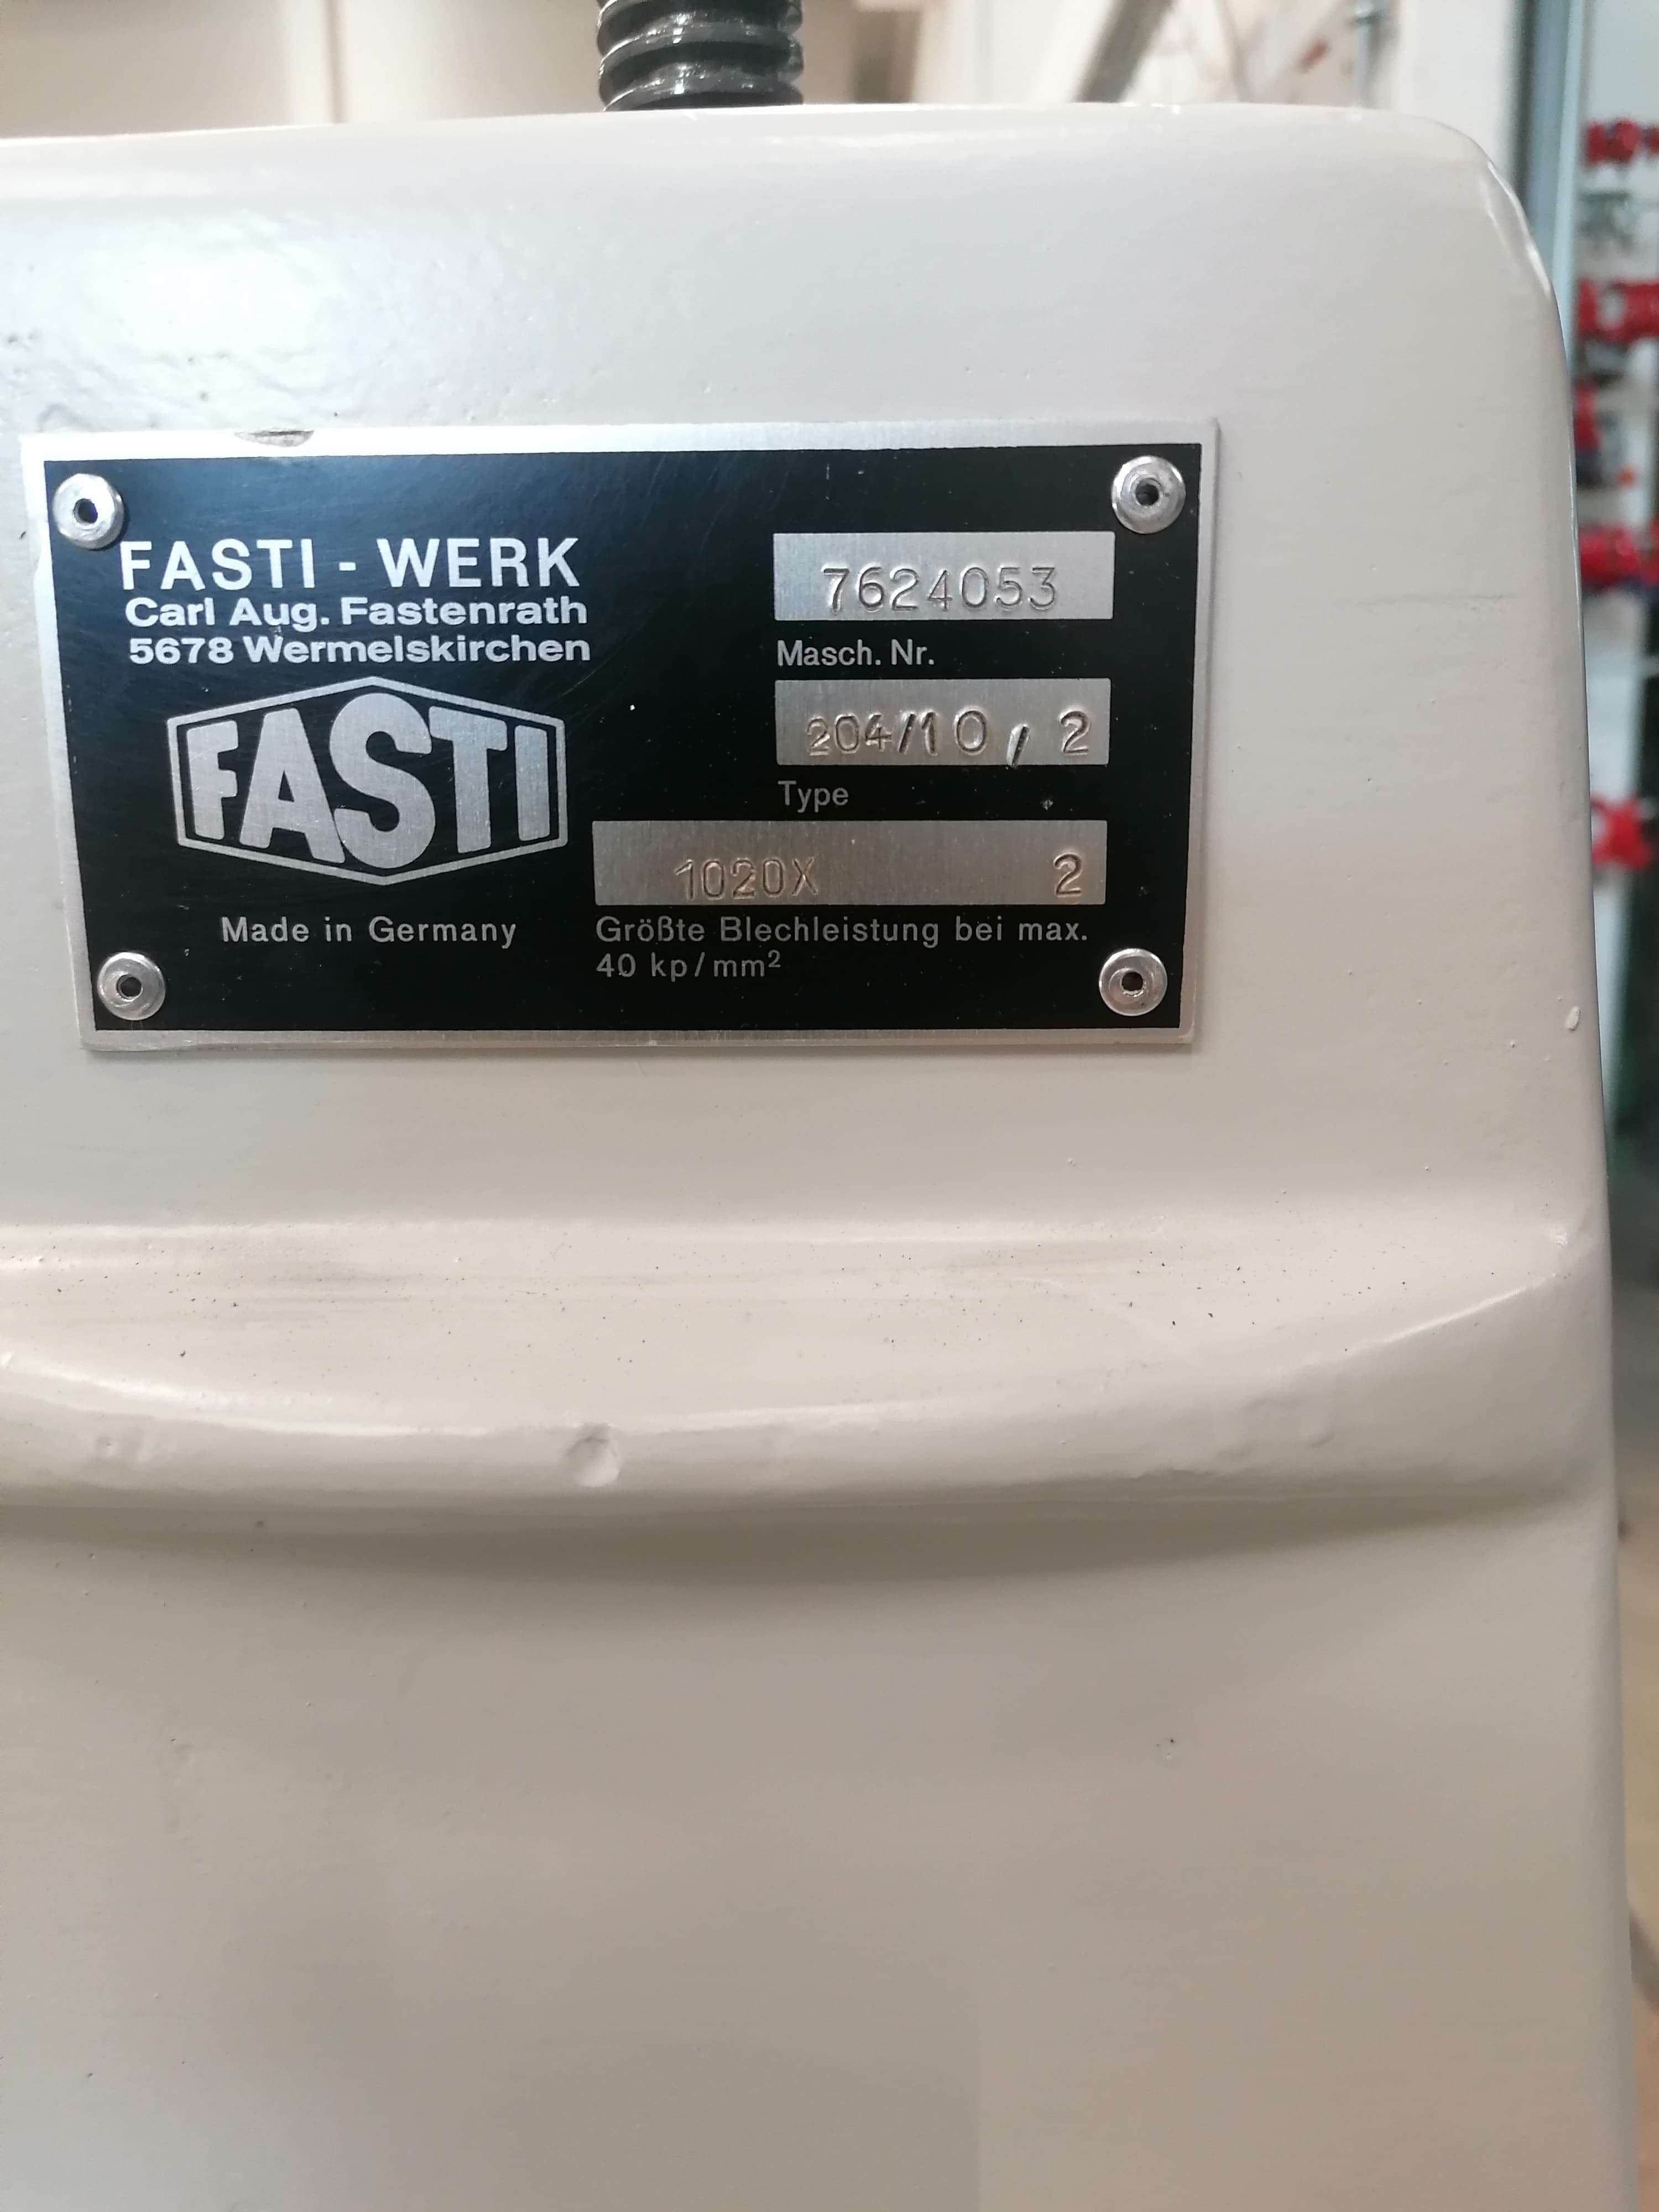 FASTI - WERK
Carl Aug. Fastenrath
5678 Wermelskirchen
FASTI
Made in Germany
7624053
Masch. Nr.
204/10,2
Type
1020X 2
Größte Blechleistung bei max.
40 kp/mm²